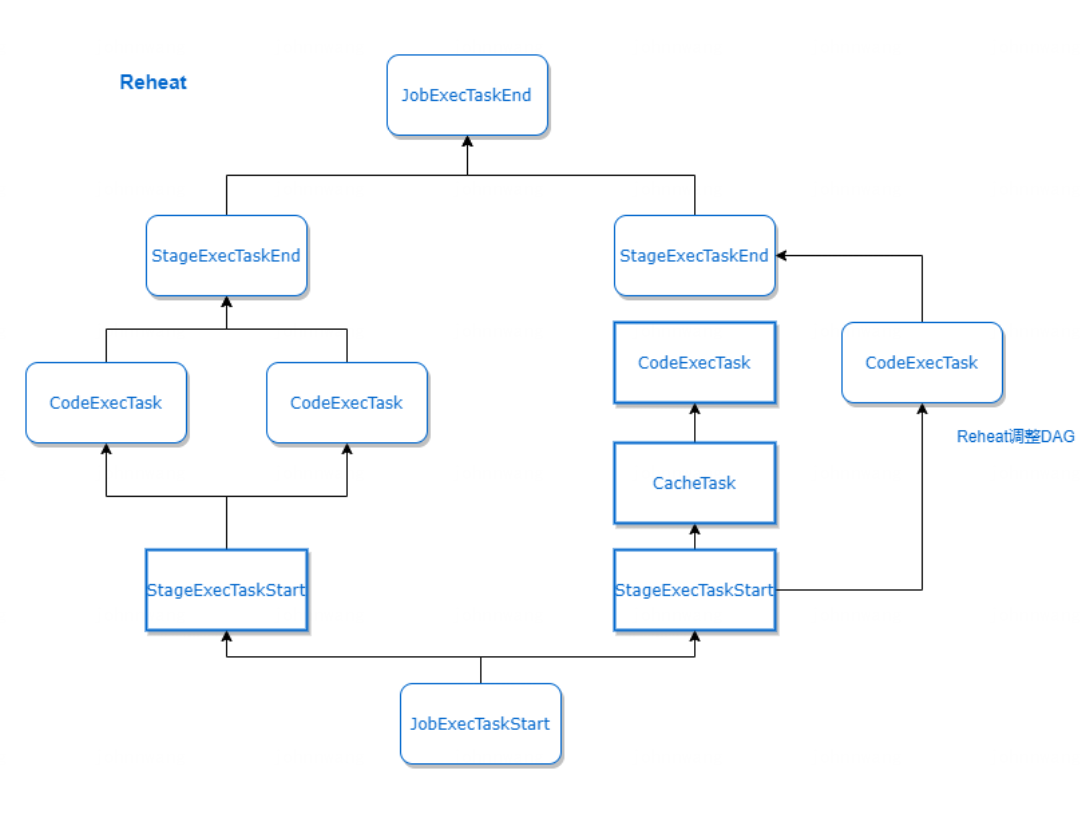 Reheat
JobExecTaskEnd
StageExecTaskEnd
StageExecTaskEnd
CodeExecTask
CodeExecTask
CodeExecTask
CodeExecTask
Reheat调整DAG
CacheTask
StageExecTaskStart
StageExecTaskStart
JobExecTaskStart